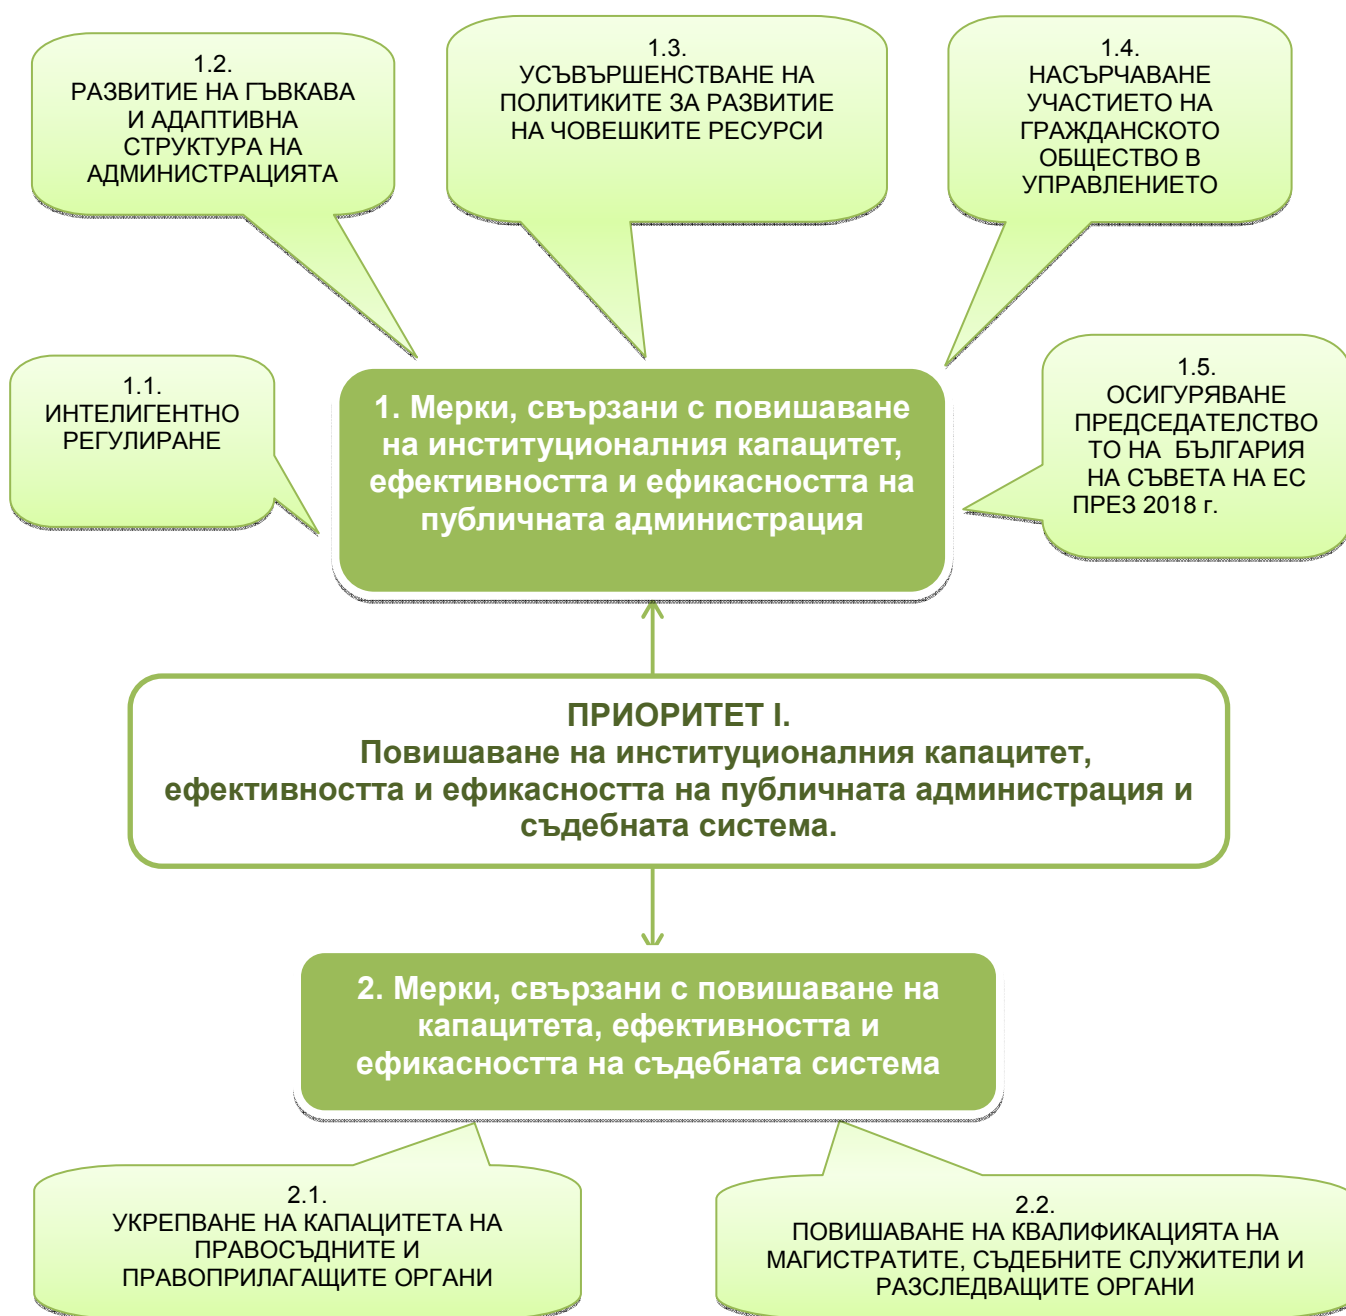 1.2.
РАЗВИТИЕ НА ГЪВКАВА
И АДАПТИВНА
СТРУКТУРА НА
АДМИНИСТРАЦИЯТА
1.3.
УСЪВЪРШЕНСТВАНЕ НА
ПОЛИТИКИТЕ ЗА РАЗВИТИЕ
НА ЧОВЕШКИТЕ РЕСУРСИ
1.4.
НАСЪРЧАВАНЕ
УЧАСТИЕТО НА
ГРАЖДАНСКОТО
ОБЩЕСТВО В
УПРАВЛЕНИЕТО
1.1.
ИНТЕЛИГЕНТНО
РЕГУЛИРАНЕ
1. Мерки, свързани с повишаване
на институционалния капацитет,
ефективността и ефикасността на
публичната администрация
1.5.
ОСИГУРЯВАНЕ
ПРЕДСЕДАТЕЛСТВО
ТО НА БЪЛГАРИЯ
НА СЪВЕТА НА ЕС
ПРЕЗ 2018 г.
ПРИОРИТЕТ I.
Повишаване на институционалния капацитет,
ефективността и ефикасността на публичната администрация и
съдебната система.
2. Мерки, свързани с повишаване на
капацитета, ефективността и
ефикасността на съдебната система
2.1.
УКРЕПВАНЕ НА КАПАЦИТЕТА НА
ПРАВОСЪДНИТЕ И
ПРАВОПРИЛАГАЩИТЕ ОРГАНИ
2.2.
ПОВИШАВАНЕ НА КВАЛИФИКАЦИЯТА НА
МАГИСТРАТИТЕ, СЪДЕБНИТЕ СЛУЖИТЕЛИ И
РАЗСЛЕДВАЩИТЕ ОРГАНИ